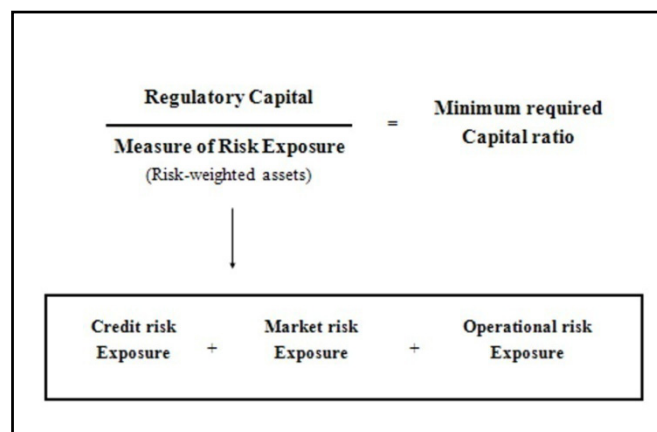 Regulatory Capital
Measure of Risk Exposure
(Risk-weighted assets)
=
Minimum required
Capital ratio
Credit risk
Exposure
+
Market risk
Exposure
+
Operational risk
Exposure